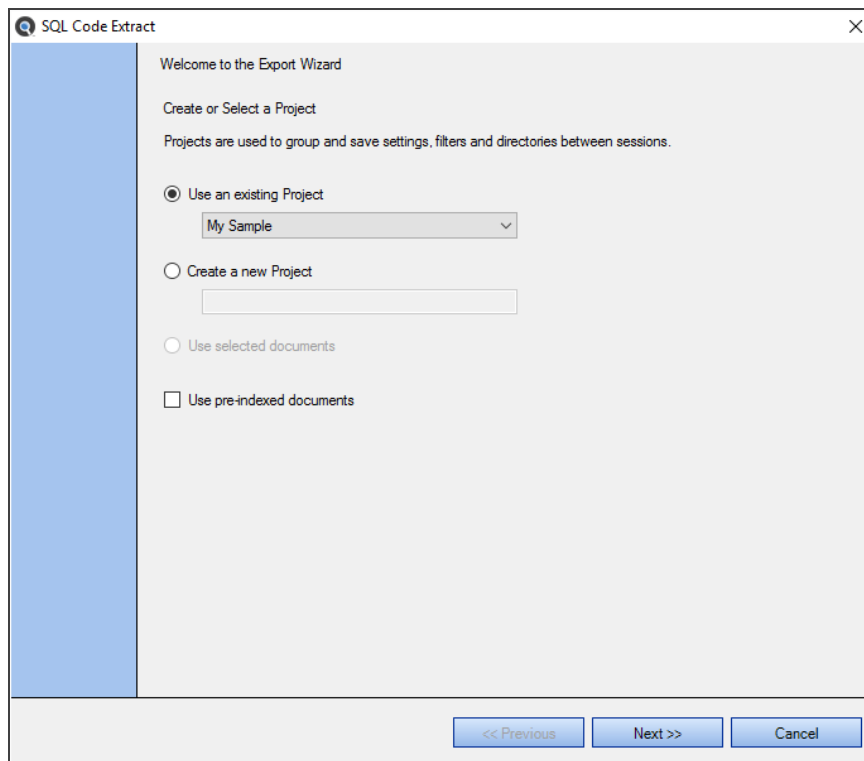 SQL Code Extract
Welcome to the Export Wizard
Create or Select a Project
Projects are used to group and save settings, filters and directories between sessions.
Use an existing Project
My Sample
Create a new Project
Use selected documents
Use pre-indexed documents
<< Previous
Next >>
Cancel